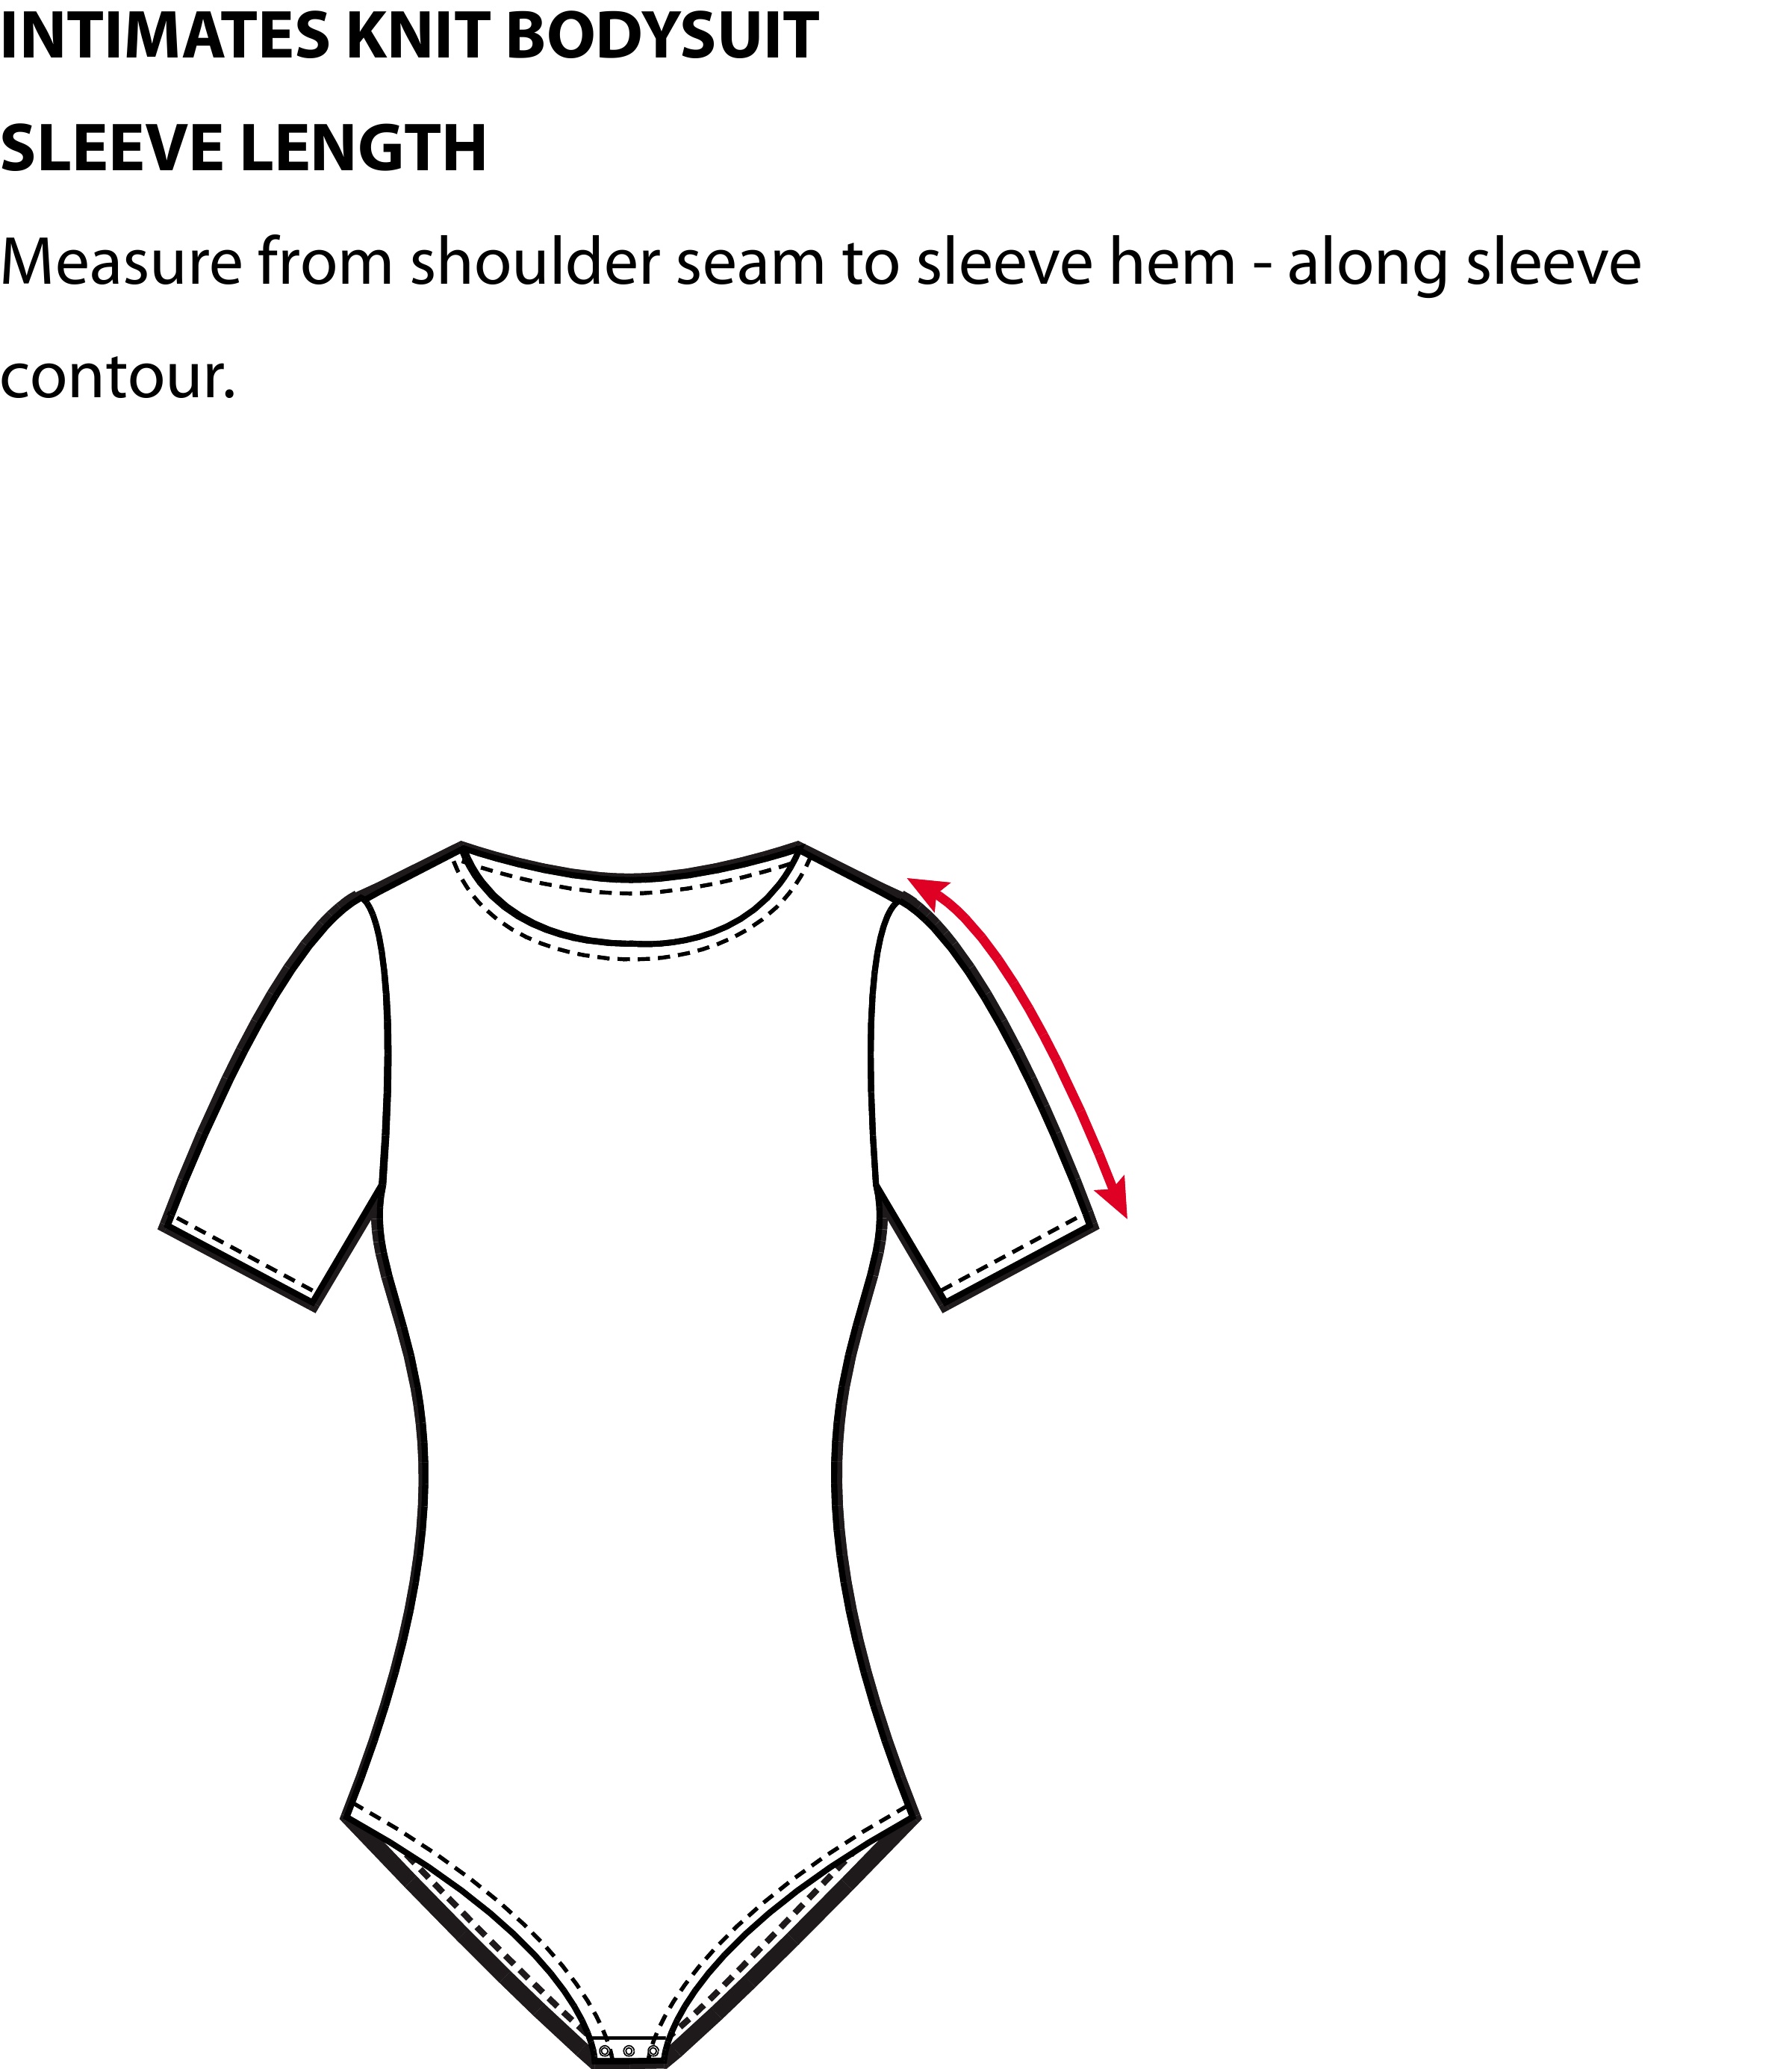 INTIMATES KNIT BODYSUIT
SLEEVE LENGTH
Measure from shoulder seam to sleeve hem - along sleeve
contour.